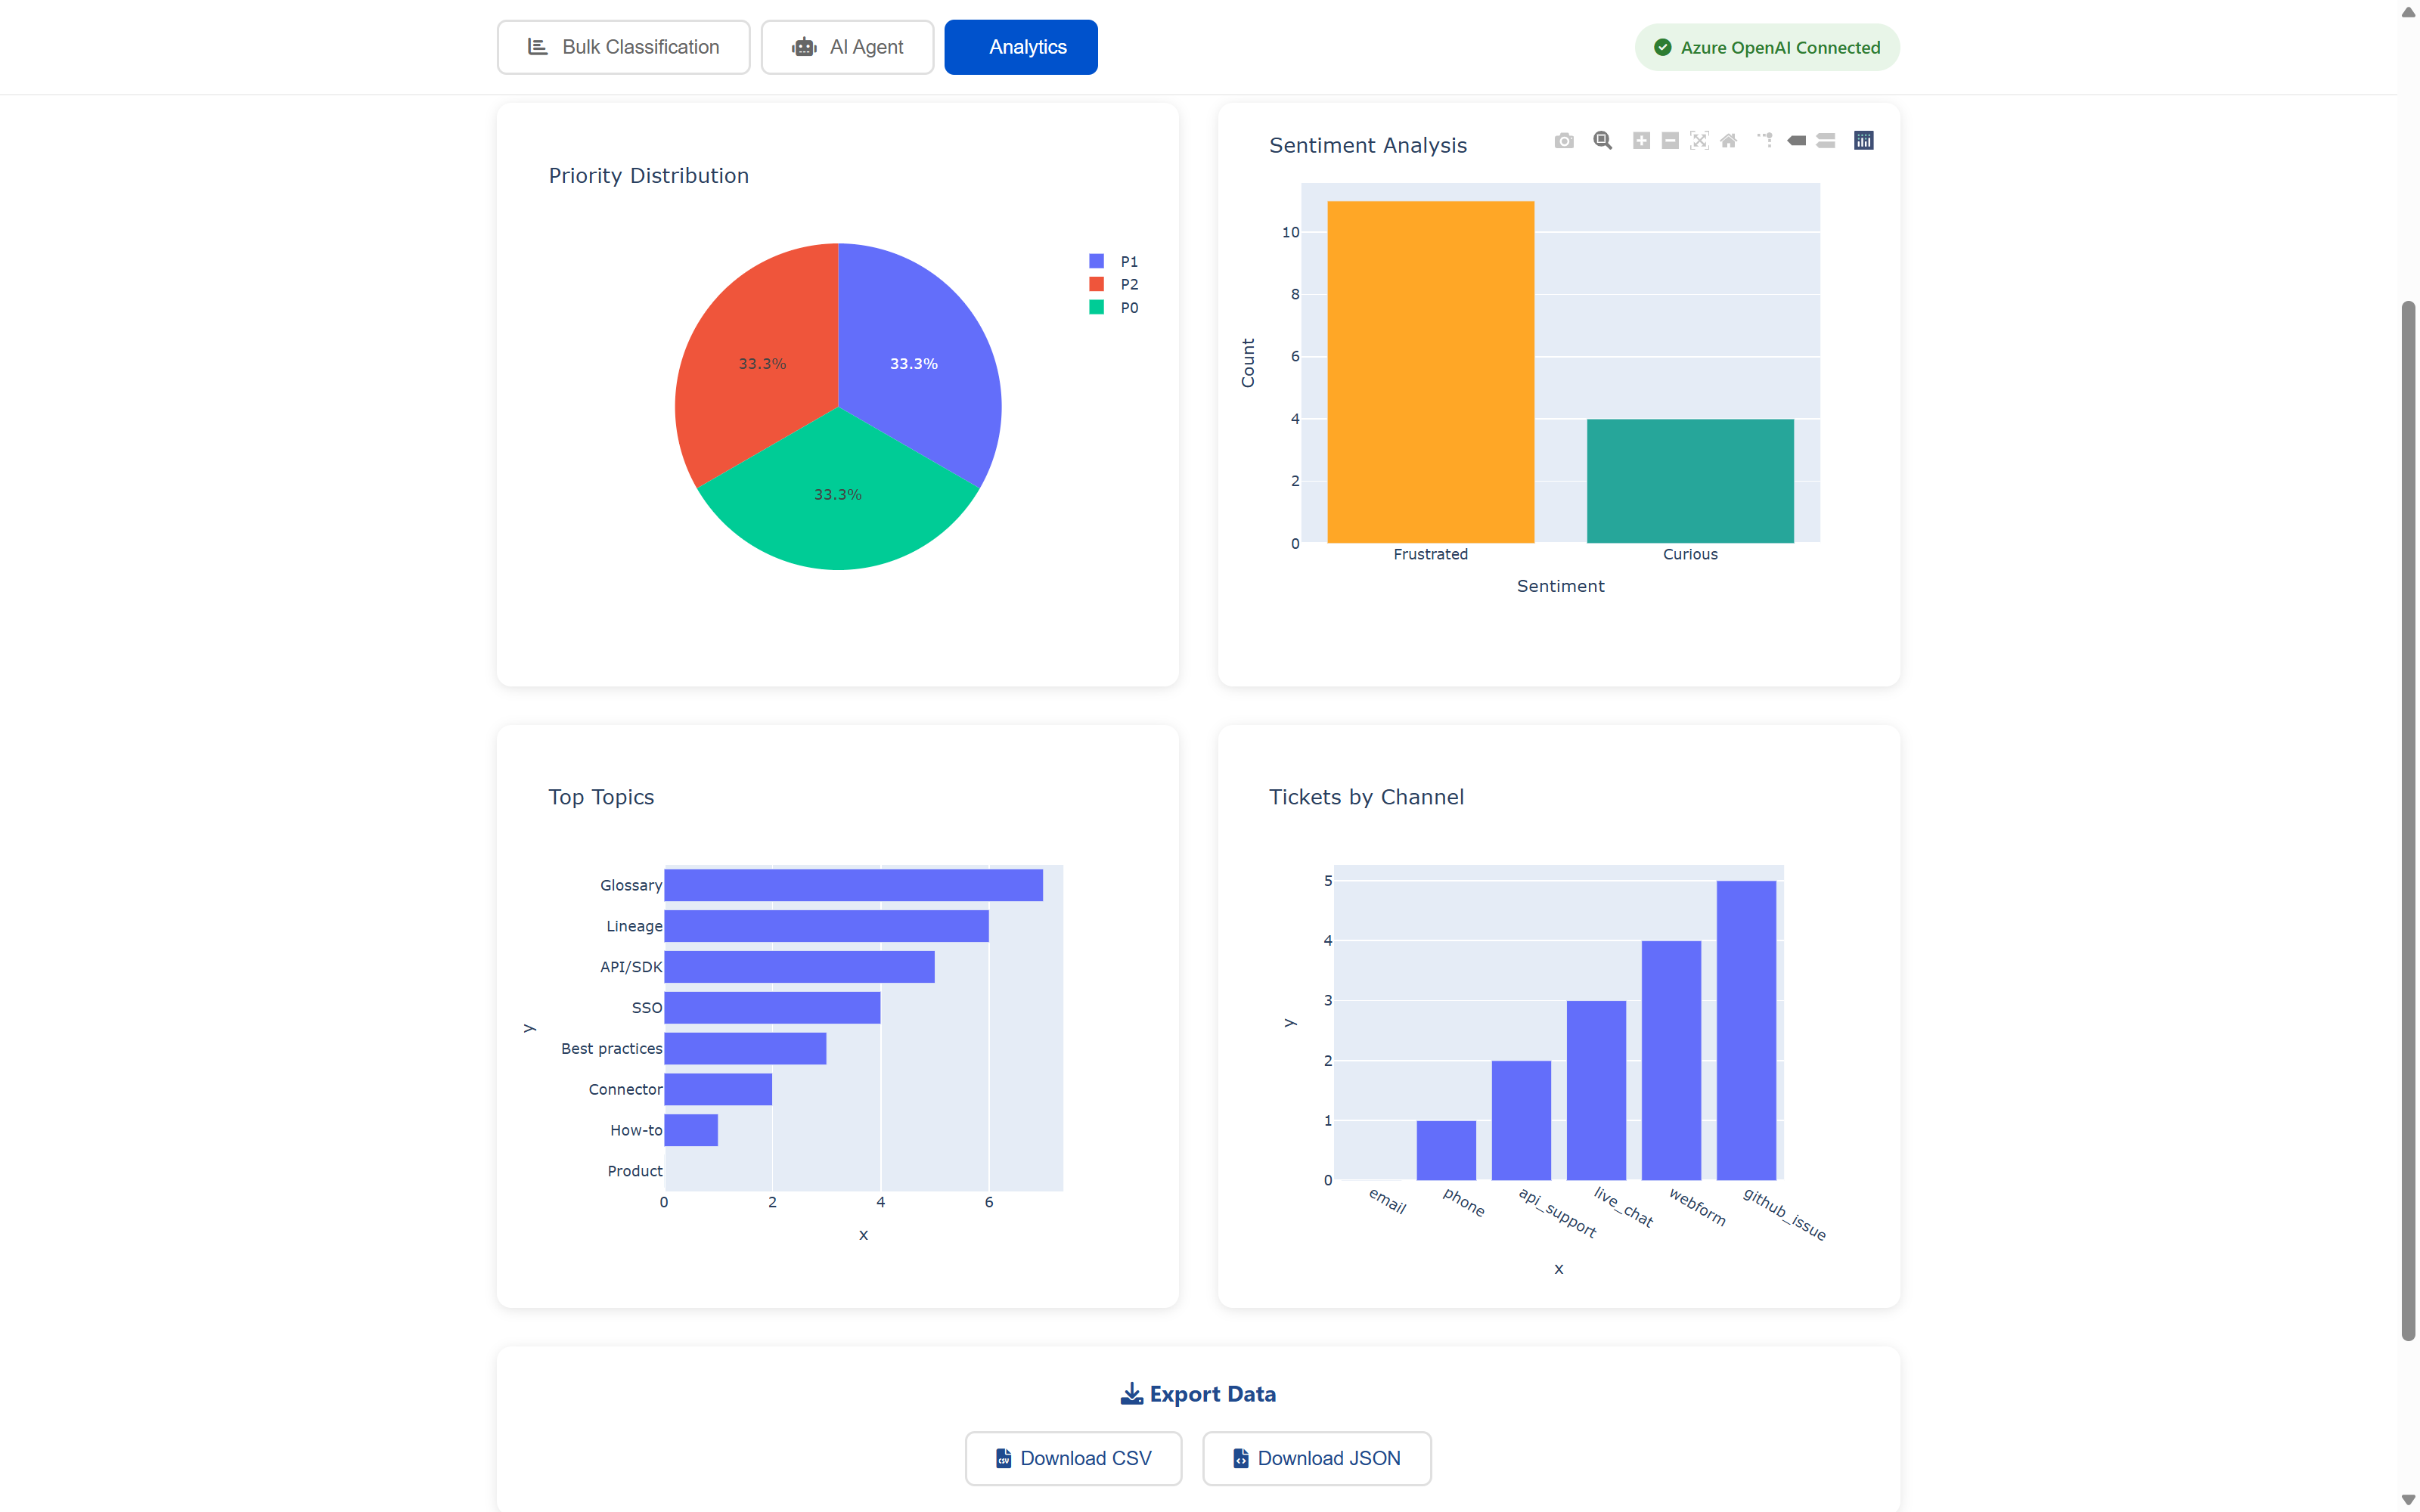 Bulk Classification
AI Agent
Analytics
Azure OpenAI Connected
Priority Distribution
P1
P2
P0
33.3%
33.3%
33.3%
Sentiment Analysis
Count
10
8
6
4
2
0
Frustrated
Curious
Sentiment
Top Topics
y
Glossary
Lineage
API/SDK
SSO
Best practices
Connector
How-to
Product
0
2
4
6
x
Tickets by Channel
y
5
4
3
2
1
0
email
phone
api_support
live_chat
webform
github_issue
x
Export Data
CSV
Download CSV
Download JSON